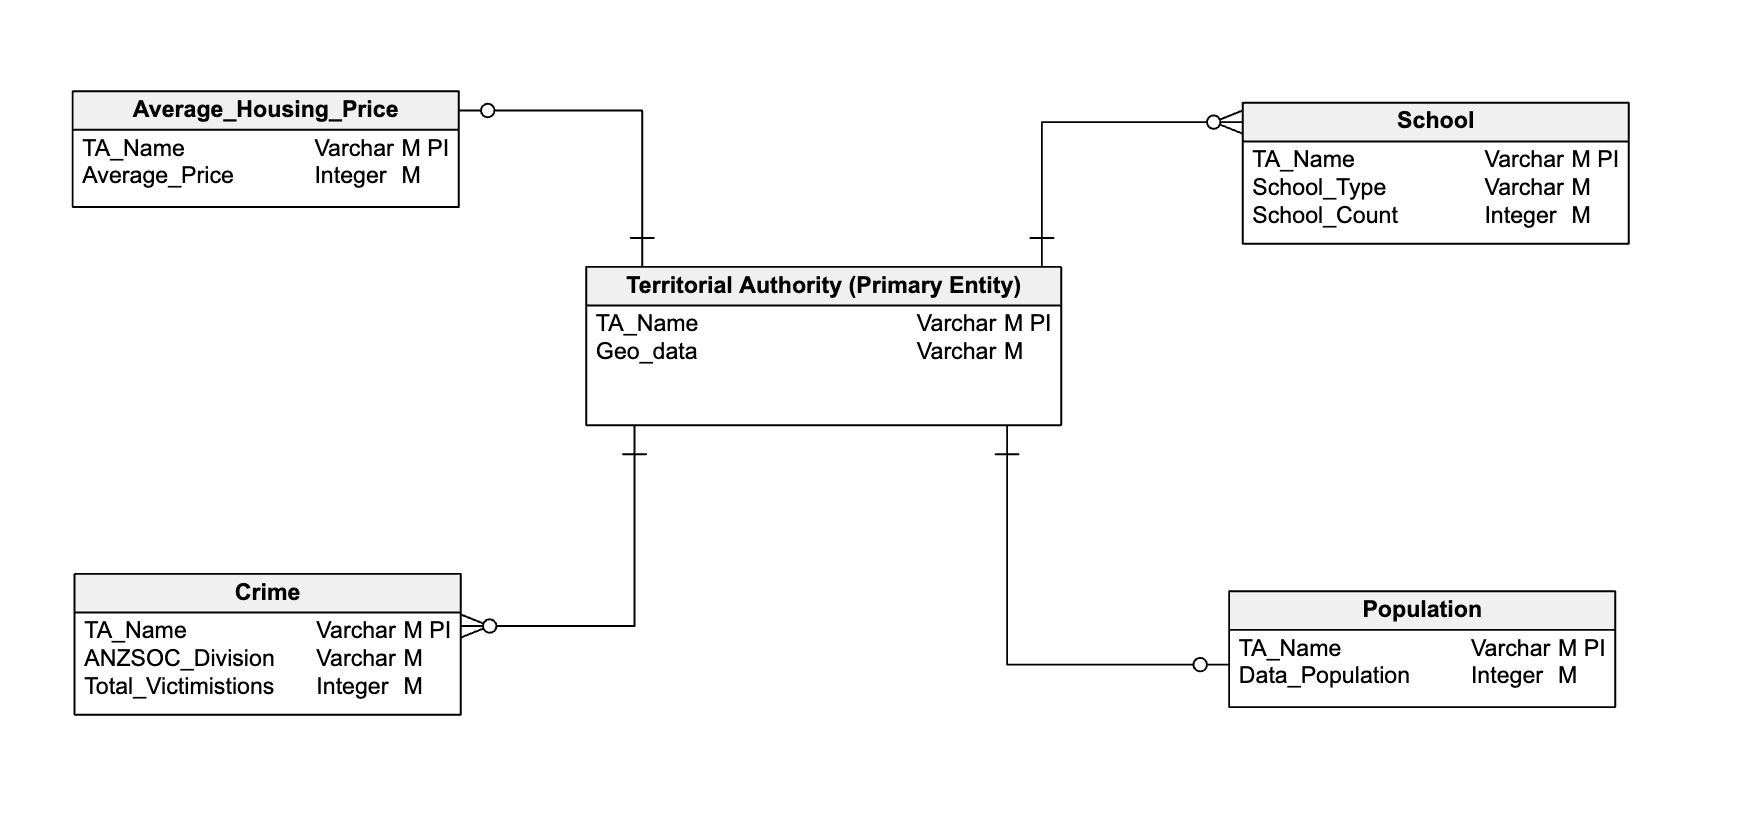 Average_Housing_Price
TA_Name Varchar M PI
Average_Price Integer M
School
TA_Name Varchar M PI
School_Type Varchar M
School_Count Integer M
Territorial Authority (Primary Entity)
TA_Name Varchar M PI
Geo_data Varchar M
Crime
TA_Name Varchar M PI
ANZSOC_Division Varchar M
Total_Victimistions Integer M
Population
TA_Name Varchar M PI
Data_Population Integer M